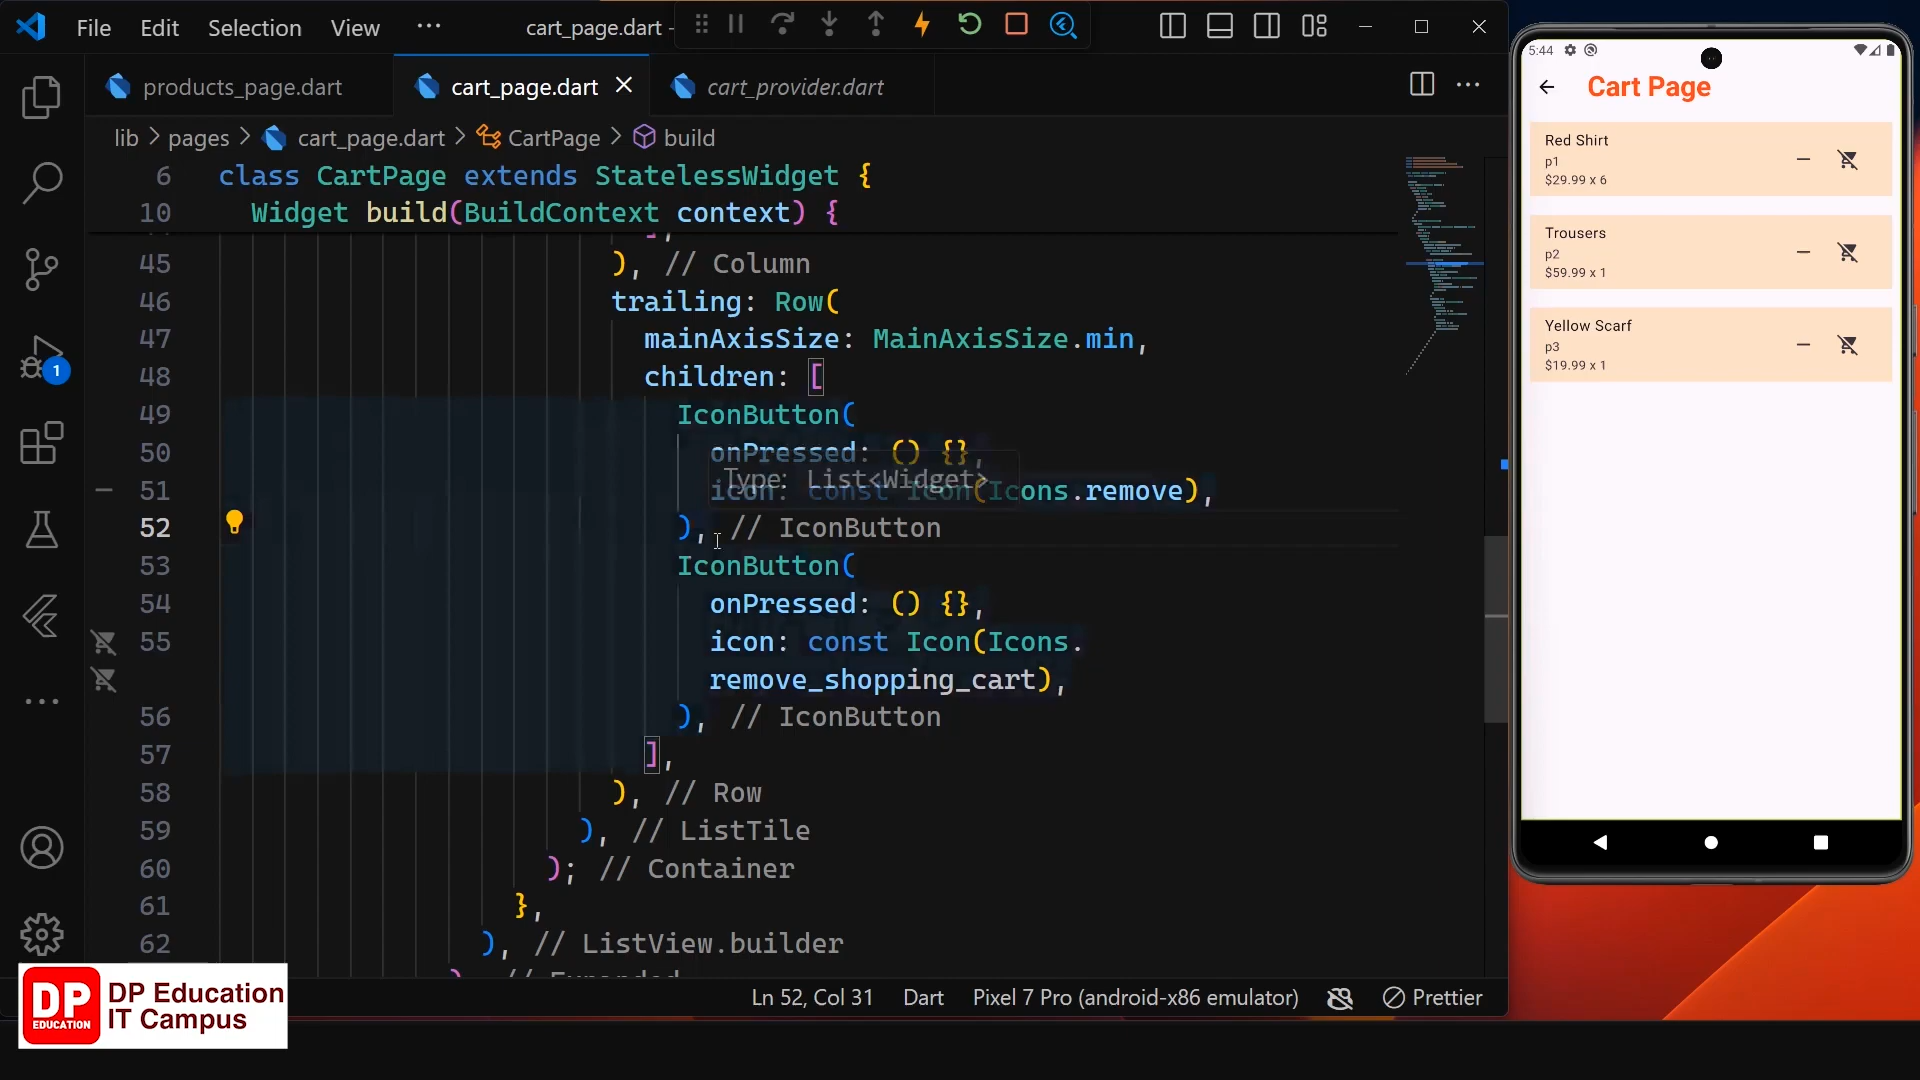 File Edit Selection View ··· cart_page.dart -
products_page.dart cart_page.dart cart_provider.dart
lib > pages > cart_page.dart > CartPage > build
6 class CartPage extends StatelessWidget {
10 Widget build(BuildContext context) {
],
45 ), // Column
46 trailing: Row(
47 mainAxisSize: MainAxisSize.min,
48 children: [
49 IconButton(
50 onPressed: () {},
Type: List<Widget>
51 icon: const Icon(Icons.remove),
52 ), // IconButton
53 IconButton(
54 onPressed: () {},
55 icon: const Icon(Icons.
remove_shopping_cart),
56 ), // IconButton
57 ],
58 ), // Row
59 ), // ListTile
60 ); // Container
61 },
62 ), // ListView.builder
), // Expanded
1
Ln 52, Col 31 Dart Pixel 7 Pro (android-x86 emulator) Prettier
DP
EDUCATION
DP Education
IT Campus
5:44
Cart Page
Red Shirt
p1
$29.99 x 6
Trousers
p2
$59.99 x 1
Yellow Scarf
p3
$19.99 x 1